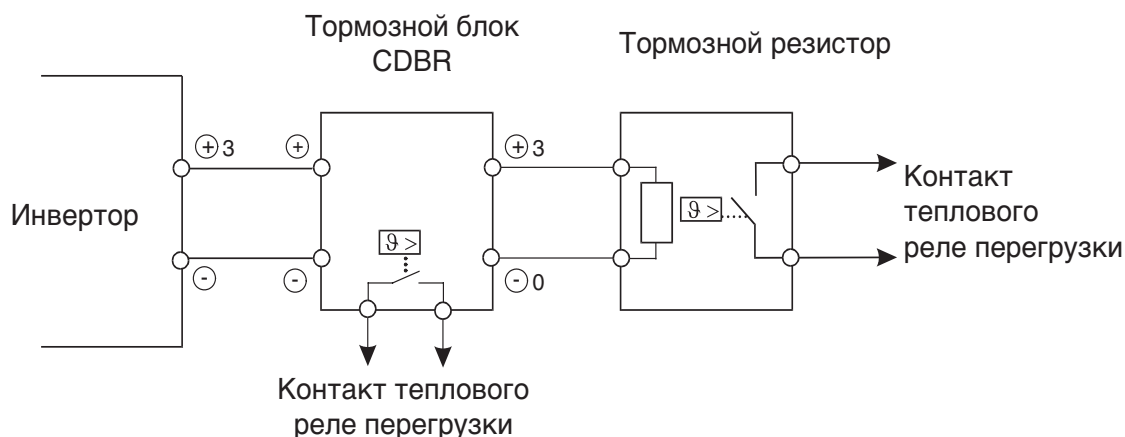 Тормозной блок
CDBR
Тормозной резистор
+ 3
+
+ 3
Инвертор
ϑ >
ϑ >
Контакт
теплового
реле перегрузки
-
-
- 0
Контакт теплового
реле перегрузки